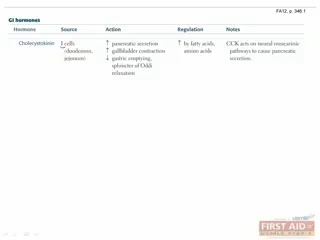 FA12, p. 346.1
GI hormones
Hormone Source Action Regulation Notes
Cholecystokinin I cells ↑ pancreatic secretion ↑ by fatty acids, CCK acts on neural muscarinic
(duodenum, ↑ gallbladder contraction amino acids pathways to cause pancreatic
jejunum) ↓ gastric emptying, secretion.
sphincter of Oddi
relaxation
FIRST AID